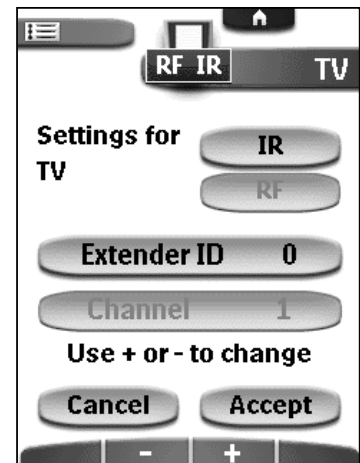 RF IR
TV
Settings for
TV
IR
RF
Extender ID 0
Channel 1
Use + or - to change
Cancel Accept
- +